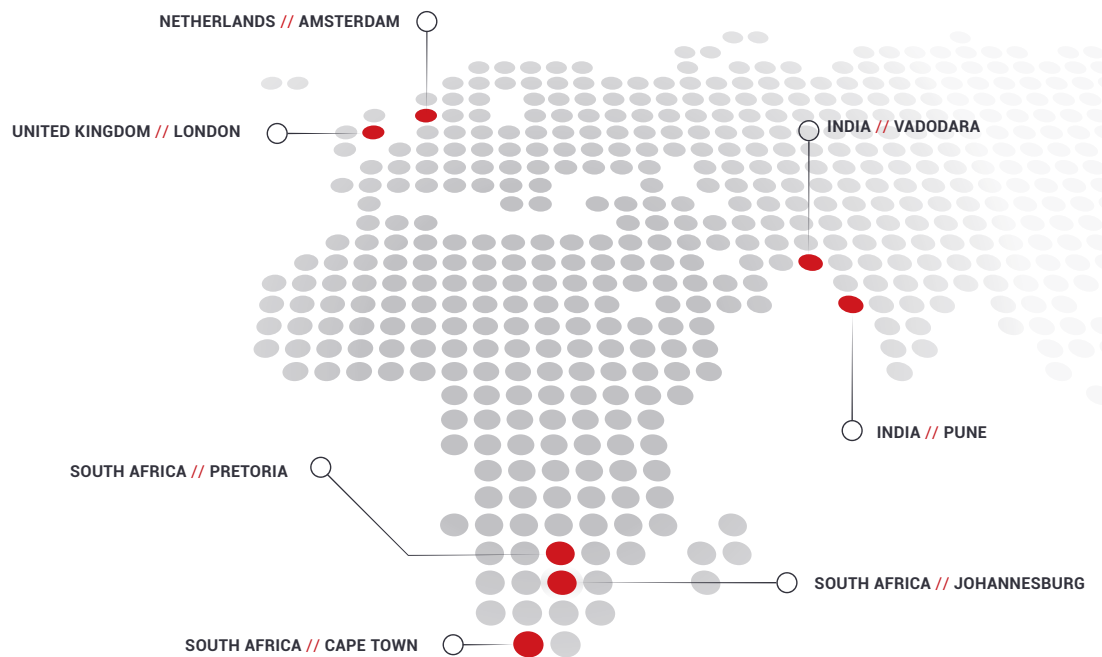 NETHERLANDS // AMSTERDAM
UNITED KINGDOM // LONDON
INDIA // VADODARA
INDIA // PUNE
SOUTH AFRICA // PRETORIA
SOUTH AFRICA // JOHANNESBURG
SOUTH AFRICA // CAPE TOWN